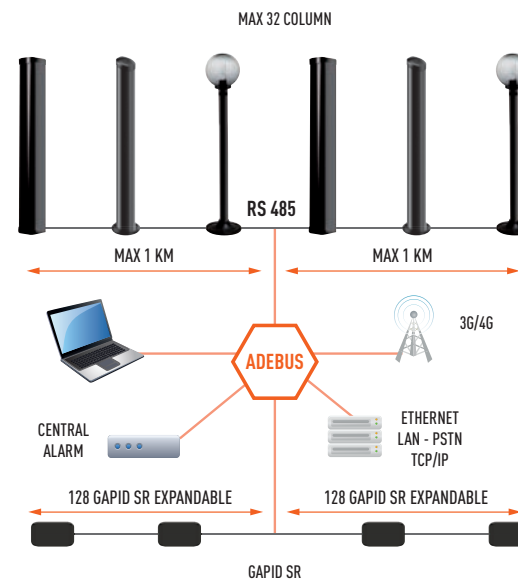 MAX 32 COLUMN
RS 485
MAX 1 KM
MAX 1 KM
3G/4G
ADEBUS
CENTRAL
ALARM
ETHERNET
LAN - PSTN
TCP/IP
128 GAPID SR EXPANDABLE
128 GAPID SR EXPANDABLE
GAPID SR